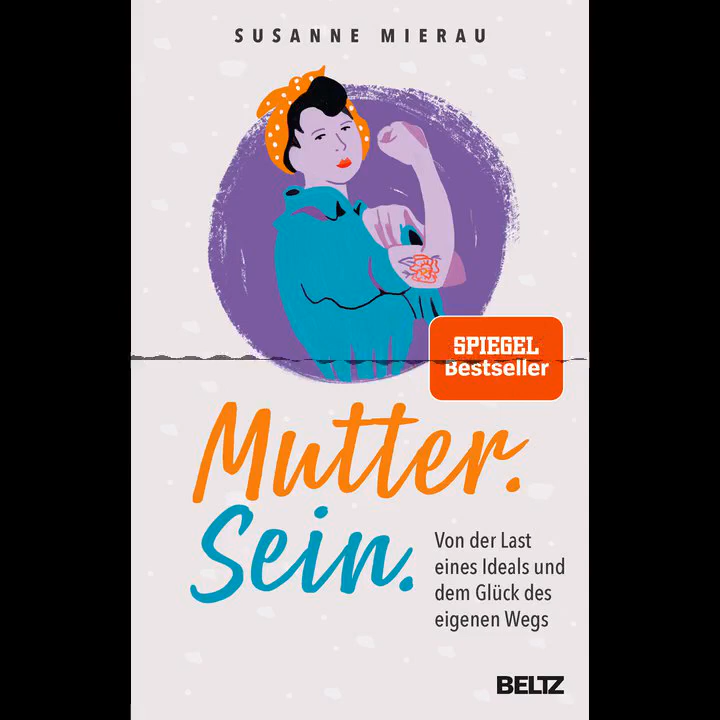 SUSANNE MIERAU
SPIEGEL
Bestseller
Mutter.
Sein.
Von der Last
eines Ideals und
dem Glück des
eigenen Wegs
BELTZ